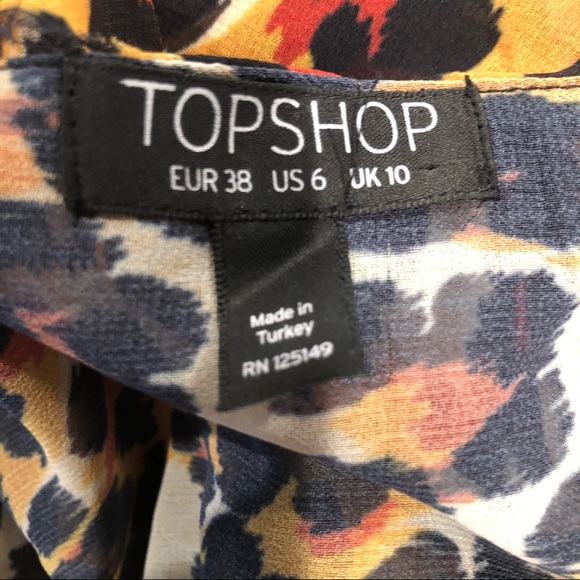 TOPSHOP
EUR 38 US 6 UK 10
Made in
Turkey
RN 125149